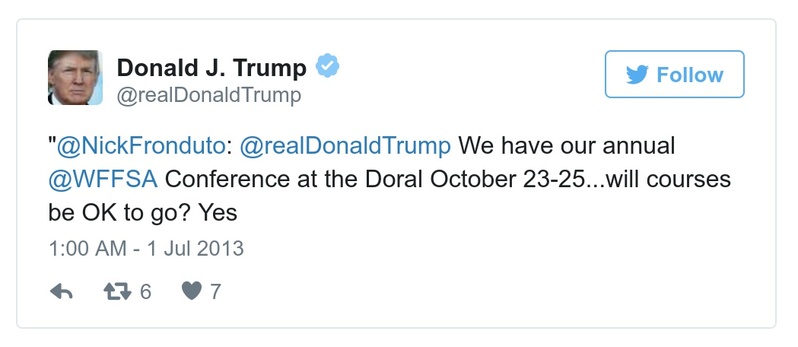 Donald J. Trump
@realDonaldTrump
Follow
"@NickFronduto: @realDonaldTrump We have our annual
@WFFSA Conference at the Doral October 23-25...will courses
be OK to go? Yes
1:00 AM - 1 Jul 2013
6 7